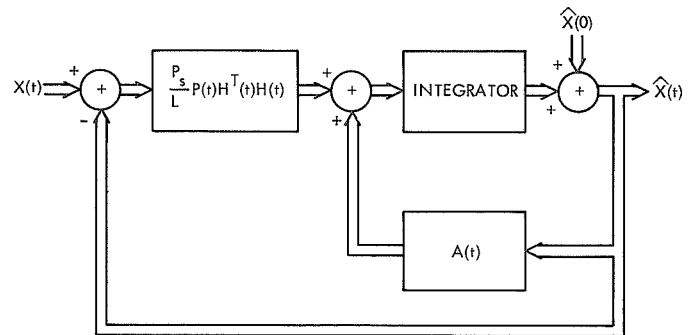 X̂(0)
X(t)
+
+
-
P_s/L P(t)H^T(t)H(t)
+
+
+
INTEGRATOR
+
+
+
X̂(t)
A(t)